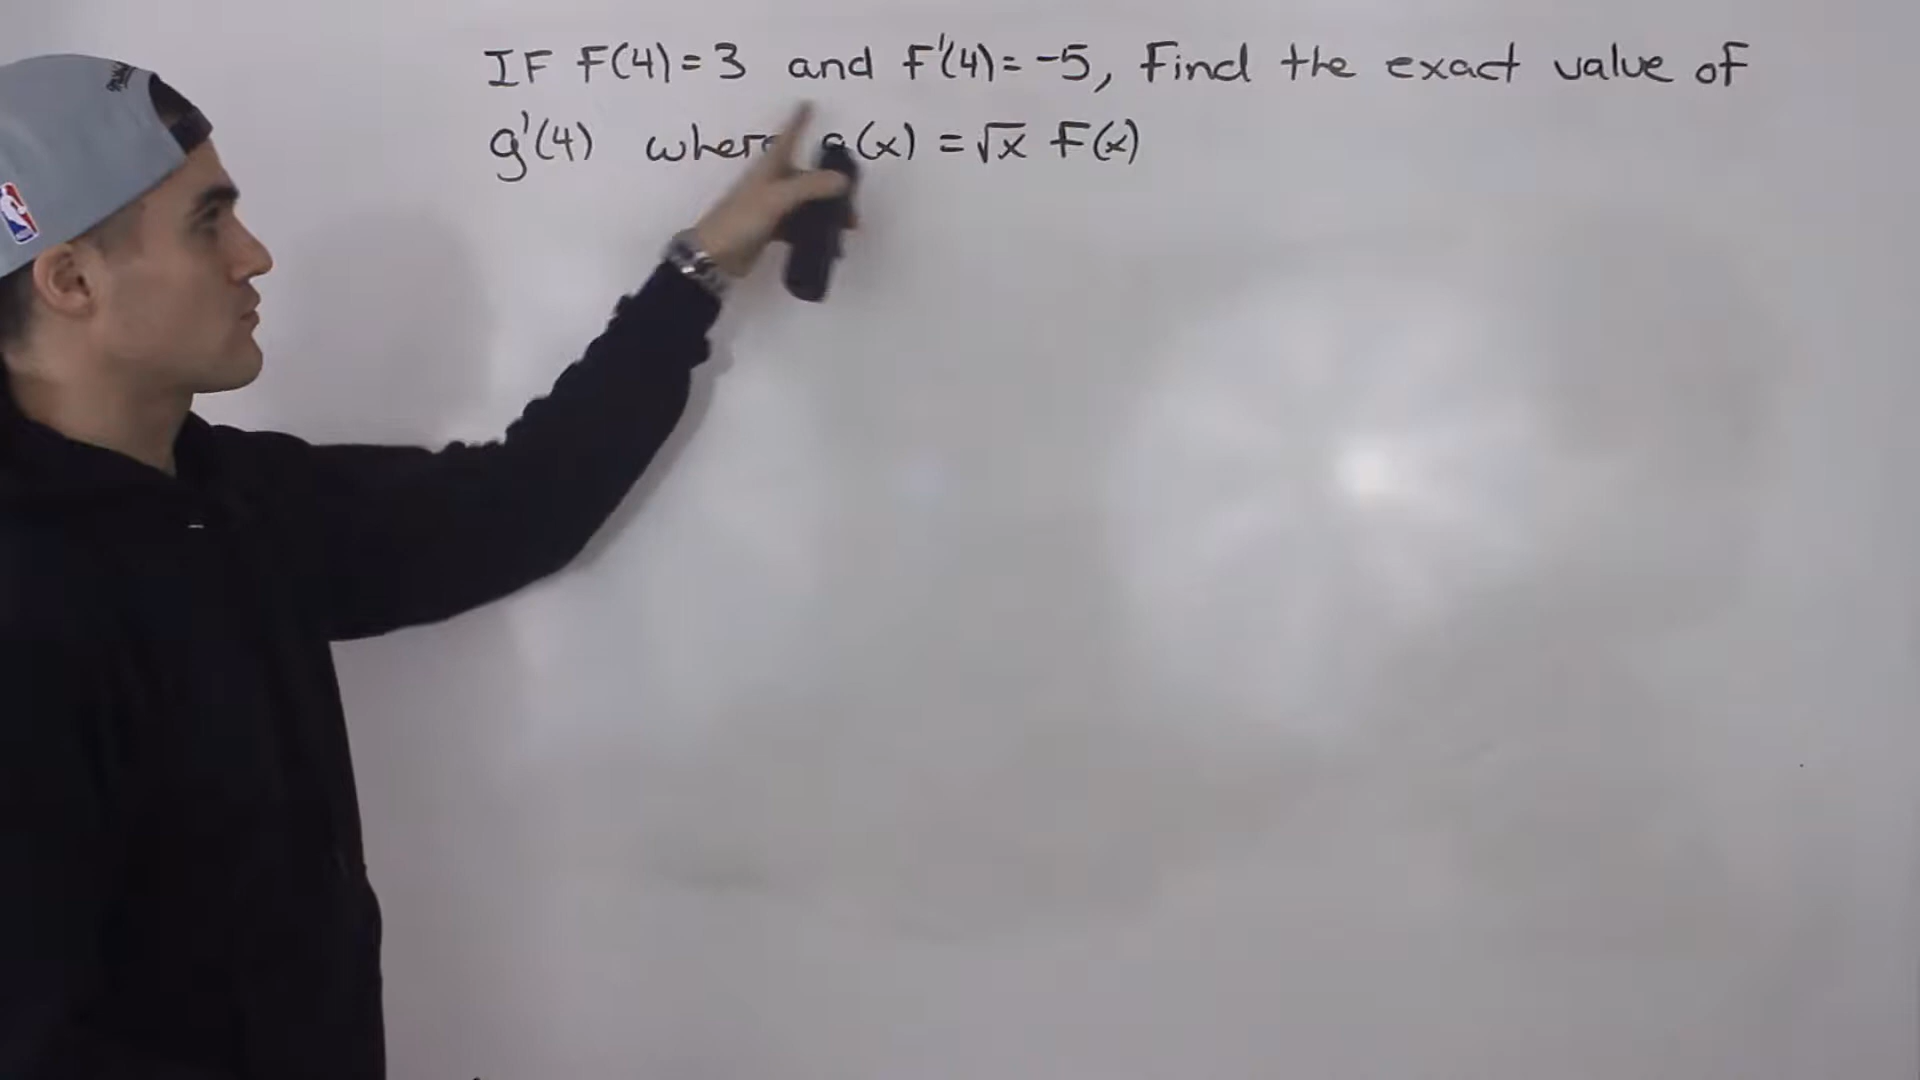 IF F(4) = 3 and F'(4) = -5, Find the exact value of
g'(4) where g(x) = √x F(x)